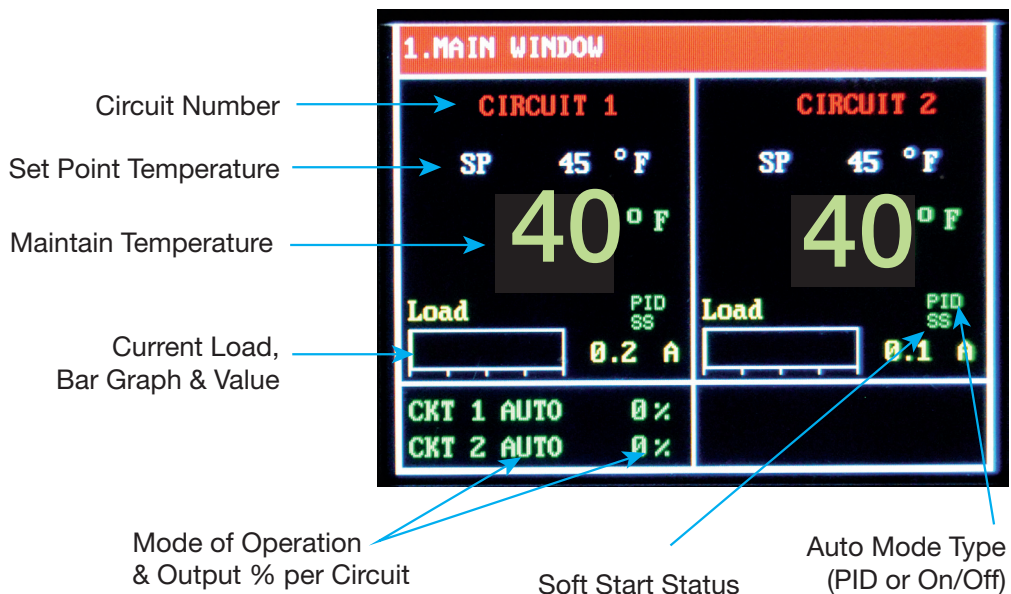 1.MAIN WINDOW
Circuit Number
CIRCUIT 1
CIRCUIT 2
Set Point Temperature
SP 45 °F
SP 45 °F
Maintain Temperature
40 °F
40 °F
Load
PID
SS
Load
PID
SS
Current Load,
Bar Graph & Value
0.2 A
0.1 A
CKT 1 AUTO 0%
CKT 2 AUTO 0%
Mode of Operation
& Output % per Circuit
Soft Start Status
Auto Mode Type
(PID or On/Off)